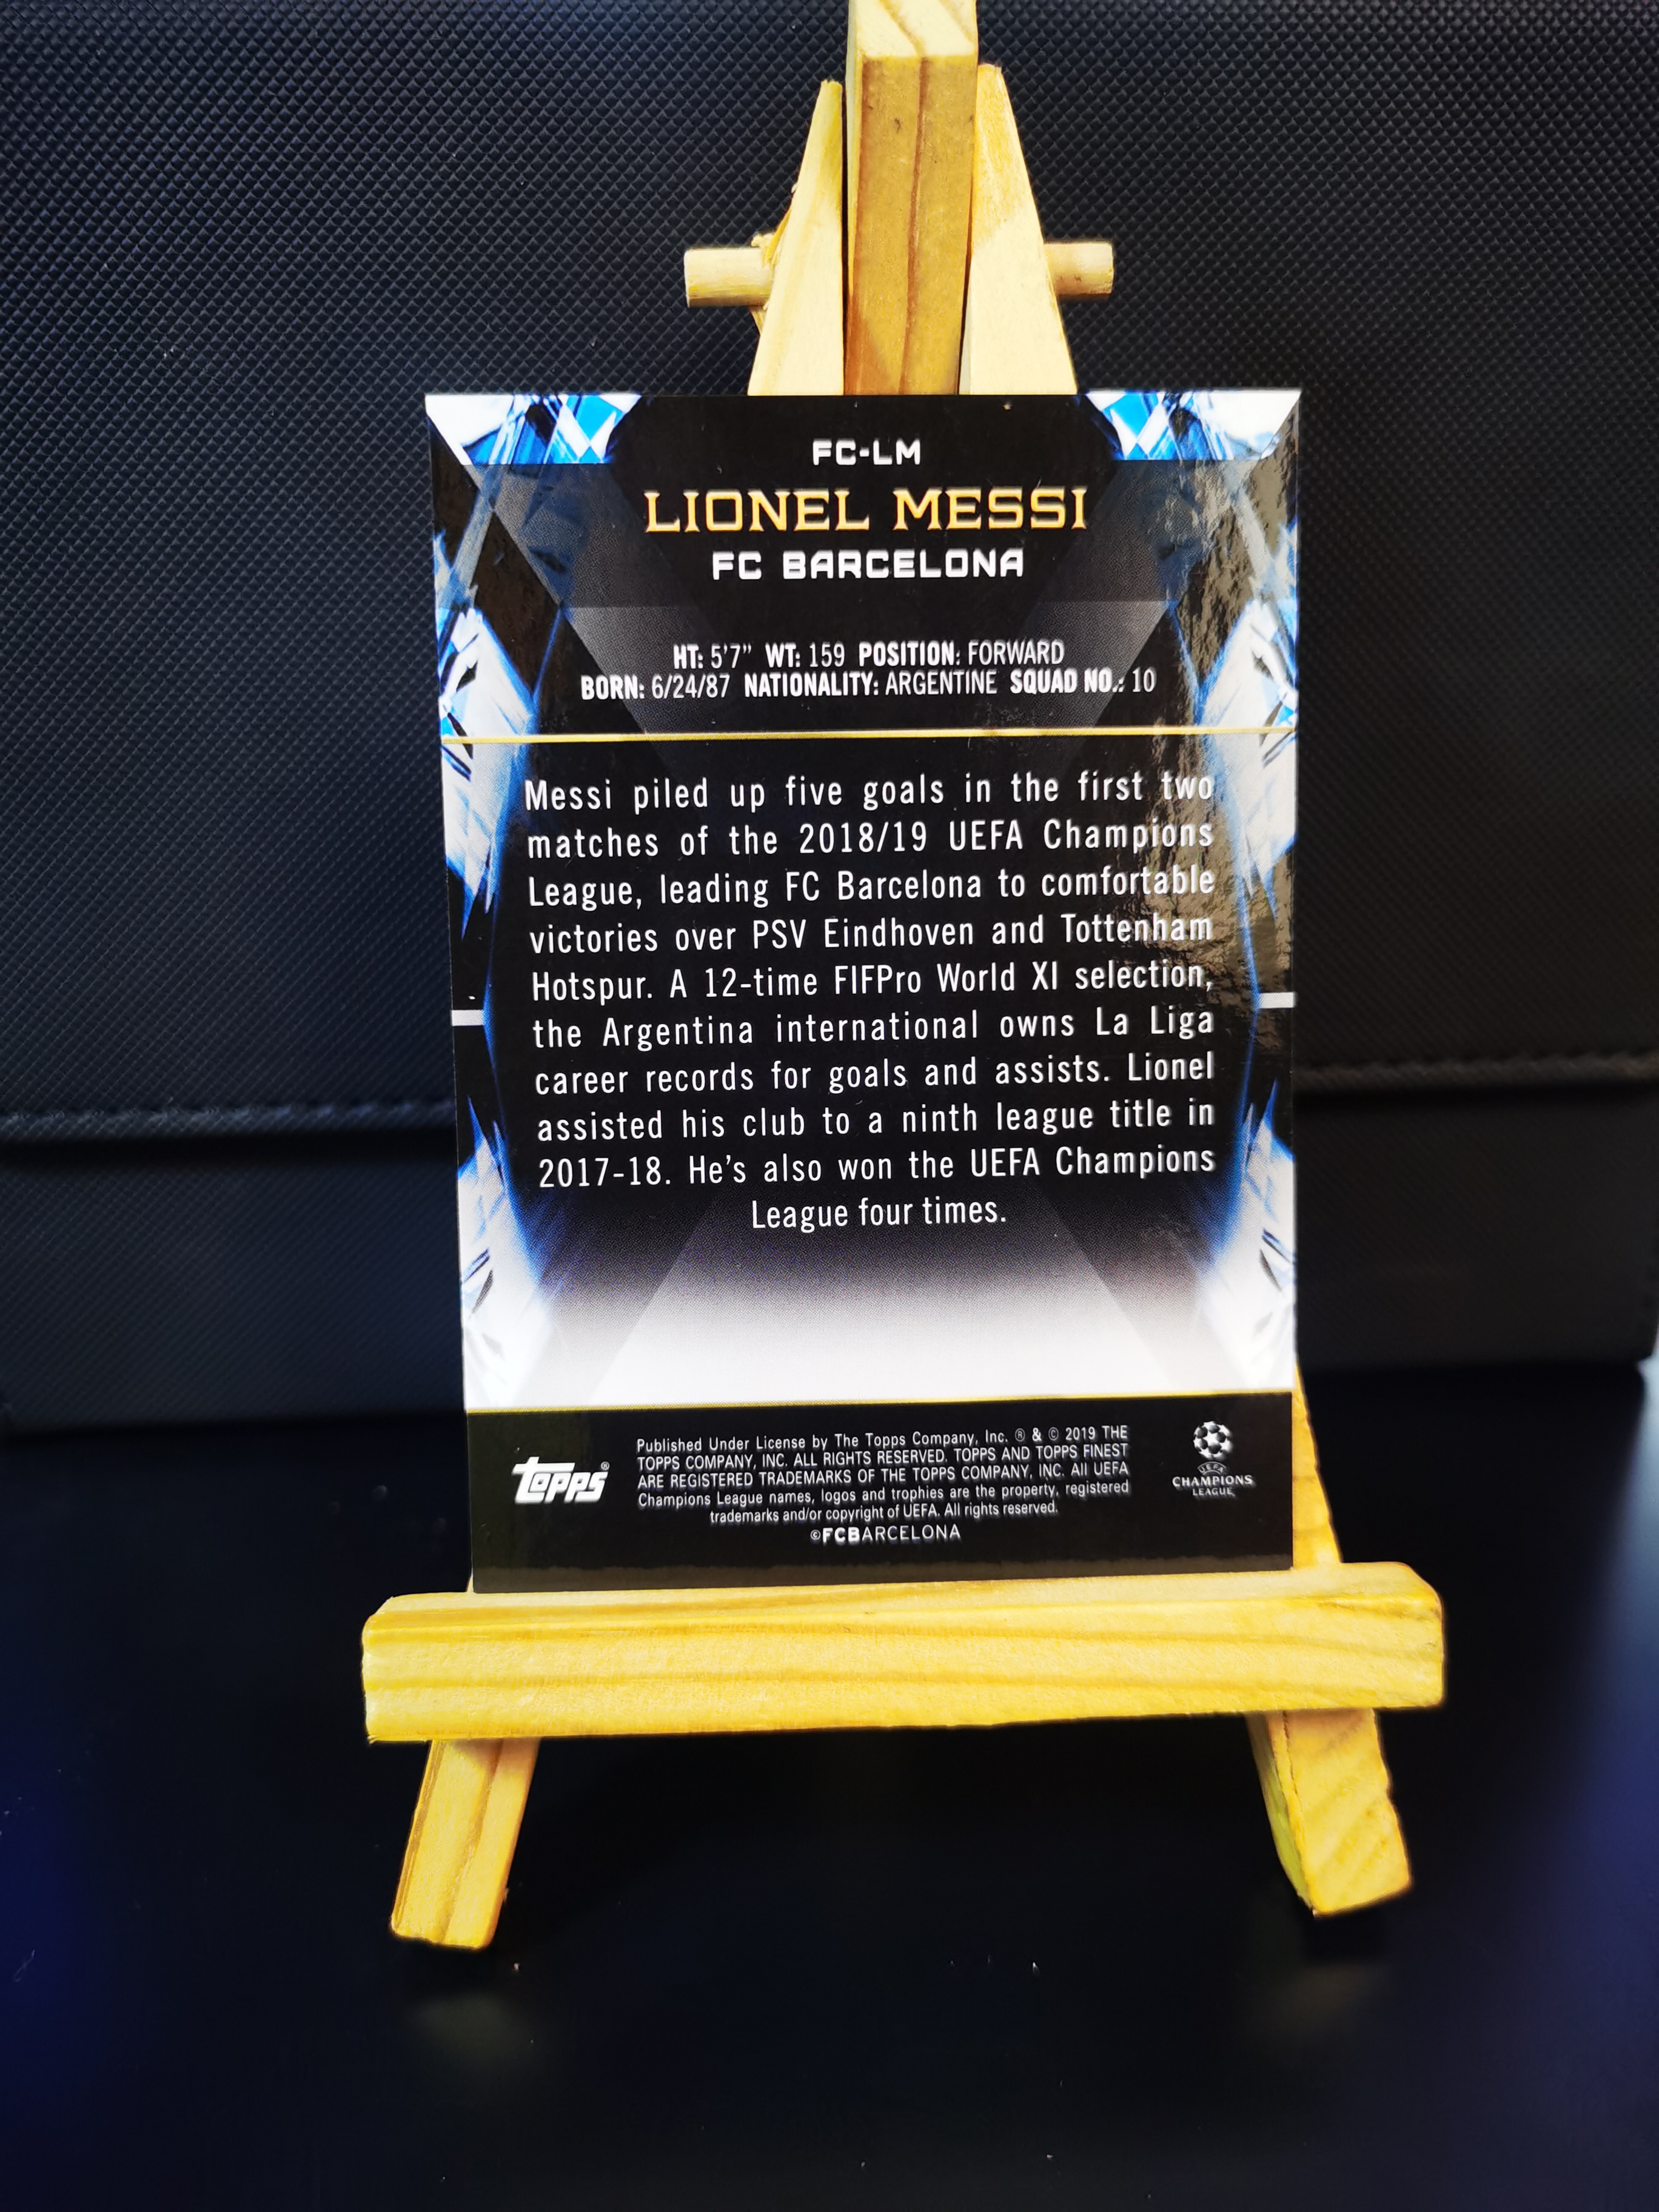 FC-LM
LIONEL MESSI
FC BARCELONA
HT: 5'7" WT: 159 POSITION: FORWARD
BORN: 6/24/87 NATIONALITY: ARGENTINE SQUAD NO.: 10
Messi piled up five goals in the first two
matches of the 2018/19 UEFA Champions
League, leading FC Barcelona to comfortable
victories over PSV Eindhoven and Tottenham
Hotspur. A 12-time FIFPro World XI selection,
the Argentina international owns La Liga
career records for goals and assists. Lionel
assisted his club to a ninth league title in
2017-18. He's also won the UEFA Champions
League four times.
topps®
Published Under License by The Topps Company, Inc. ® & © 2019 THE
TOPPS COMPANY, INC. ALL RIGHTS RESERVED. TOPPS AND TOPPS FINEST
ARE REGISTERED TRADEMARKS OF THE TOPPS COMPANY, INC. All UEFA
Champions League names, logos and trophies are the property, registered
trademarks and/or copyright of UEFA. All rights reserved.
©FCBARCELONA
UEFA
CHAMPIONS
LEAGUE